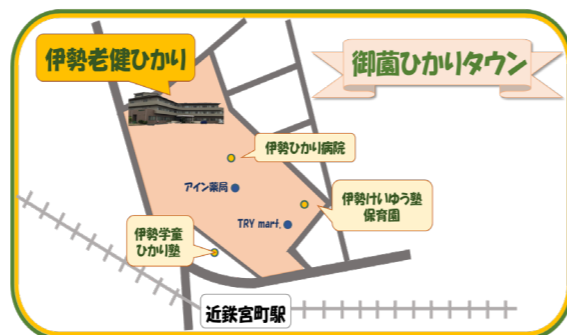 伊勢老健ひかり
御薗ひかりタウン
伊勢ひかり病院
アイン薬局
伊勢けいゆう塾
保育園
TRY mart.
伊勢学童
ひかり塾
近鉄宮町駅